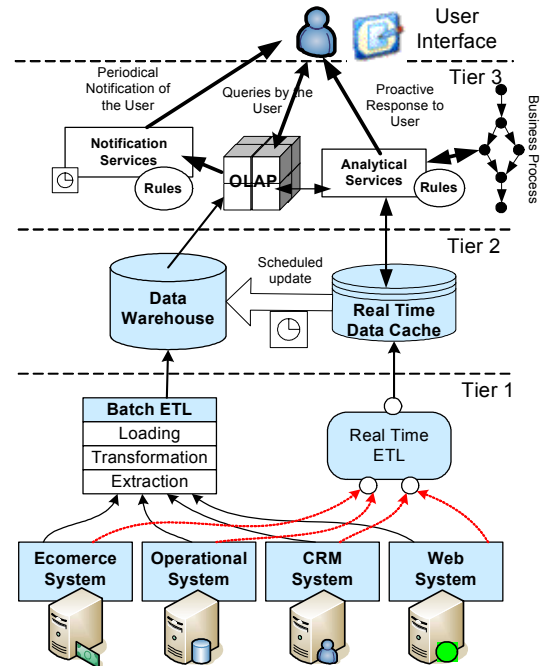 User
Interface
Tier 3
Periodical
Notification of
the User
Queries by the
User
Proactive
Response to
User
Business Process
Notification
Services
Rules
OLAP
Analytical
Services
Rules
Tier 2
Data
Warehouse
Scheduled
update
Real Time
Data Cache
Tier 1
Batch ETL
Loading
Transformation
Extraction
Real Time
ETL
Ecomerce
System
Operational
System
CRM
System
Web
System